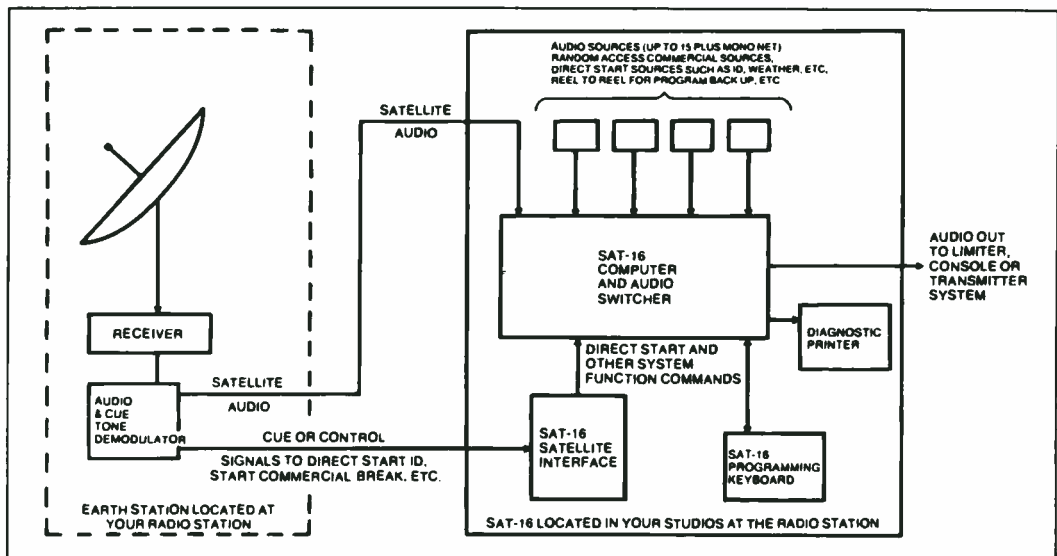 AUDIO SOURCES (UP TO 15 PLUS MONO NET)
RANDOM ACCESS COMMERCIAL SOURCES,
DIRECT START SOURCES SUCH AS ID, WEATHER, ETC,
REEL TO REEL FOR PROGRAM BACK UP, ETC
SATELLITE
AUDIO
SAT-16
COMPUTER
AND AUDIO
SWITCHER
AUDIO OUT
TO LIMITER,
CONSOLE OR
TRANSMITTER
SYSTEM
RECEIVER
DIAGNOSTIC
PRINTER
DIRECT START AND
OTHER SYSTEM
FUNCTION COMMANDS
SATELLITE
AUDIO
AUDIO
& CUE
TONE
DEMODULATOR
CUE OR CONTROL
SIGNALS TO DIRECT START ID,
START COMMERCIAL BREAK, ETC.
SAT-16
SATELLITE
INTERFACE
SAT-16
PROGRAMMING
KEYBOARD
EARTH STATION LOCATED AT
YOUR RADIO STATION
SAT-16 LOCATED IN YOUR STUDIOS AT THE RADIO STATION